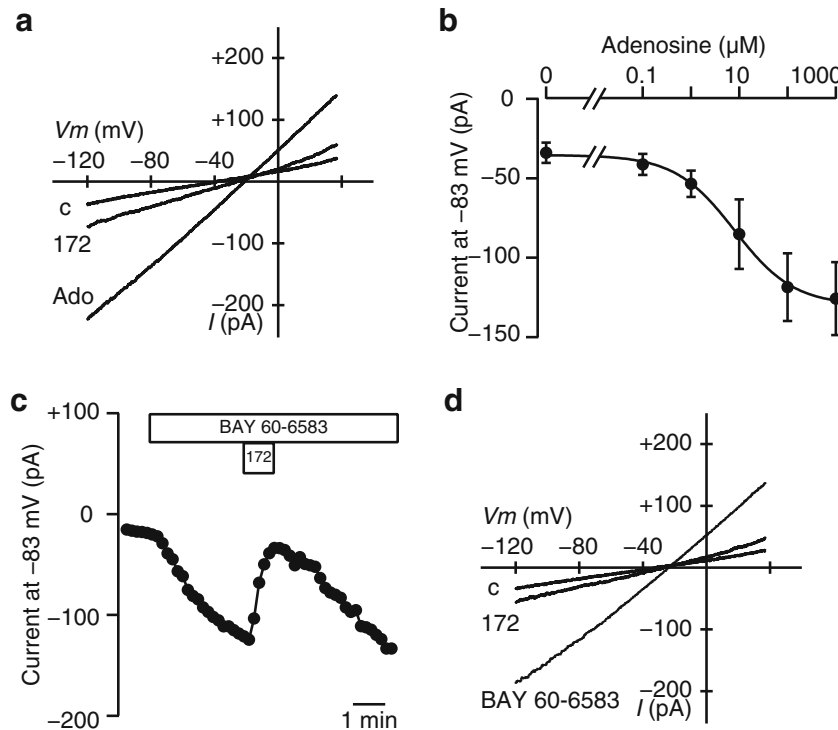 a
+200
+100
Vm (mV)
−120 −80 −40
c
172
−100
Ado
−200
I (pA)
b
Adenosine (µM)
0 0.1 10 1000
0
−50
−100
−150
Current at −83 mV (pA)
c
+100
0
−100
−200
Current at −83 mV (pA)
BAY 60-6583
172
1 min
d
+200
+100
Vm (mV)
−120 −80 −40
c
172
−100
BAY 60-6583
−200
I (pA)